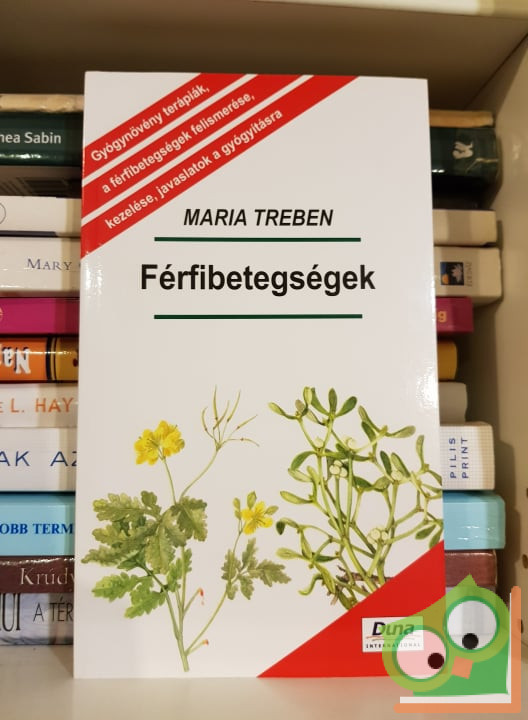 Gyógynövény terápiák,
a férfibetegségek felismerése,
kezelése, javaslatok a gyógyításra
MARIA TREBEN
Férfibetegségek
Duna
INTERNATIONAL
nea Sabin
MARY
L. HAY
AK AZ
OBB TERM
Krúdy
A TÉR
PILIS
PRINT